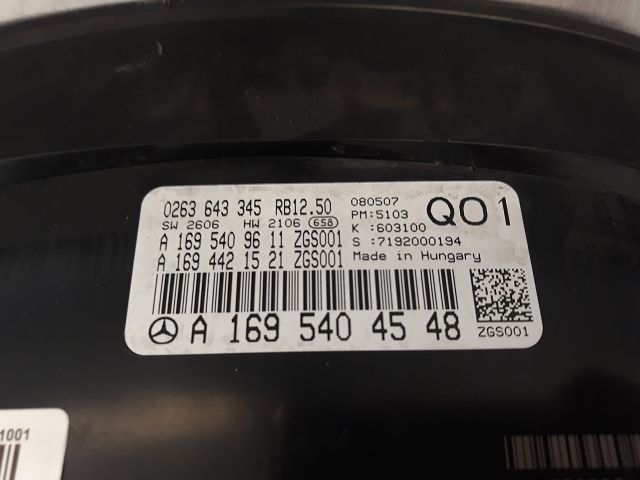 0263 643 345 RB12.50
SW 2606 HW 2106 658
A 169 540 96 11 ZGS001
A 169 442 15 21 ZGS001
080507
PM:5103
K :603100
S :7192000194
Made in Hungary
Q01
A 169 540 45 48
ZGS001
1001